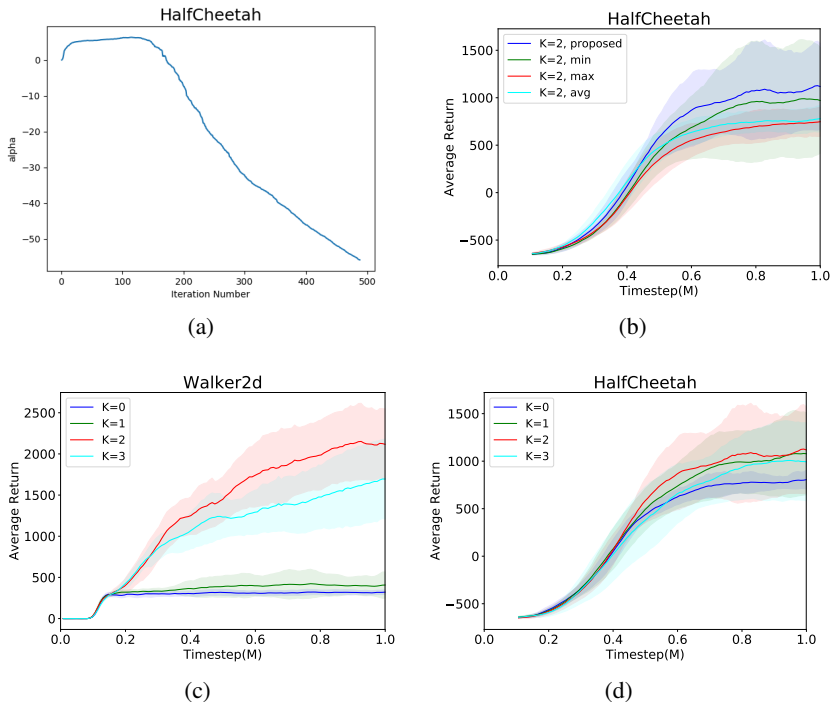 HalfCheetah
0
−10
−20
−30
−40
−50
alpha
0
100
200
300
400
500
Iteration Number
(a)
HalfCheetah
1500
1000
500
0
−500
Average Return
K=2, proposed
K=2, min
K=2, max
K=2, avg
0.0
0.2
0.4
0.6
0.8
1.0
Timestep(M)
(b)
Walker2d
2500
2000
1500
1000
500
0
Average Return
K=0
K=1
K=2
K=3
0.0
0.2
0.4
0.6
0.8
1.0
Timestep(M)
(c)
HalfCheetah
1500
1000
500
0
−500
Average Return
K=0
K=1
K=2
K=3
0.0
0.2
0.4
0.6
0.8
1.0
Timestep(M)
(d)